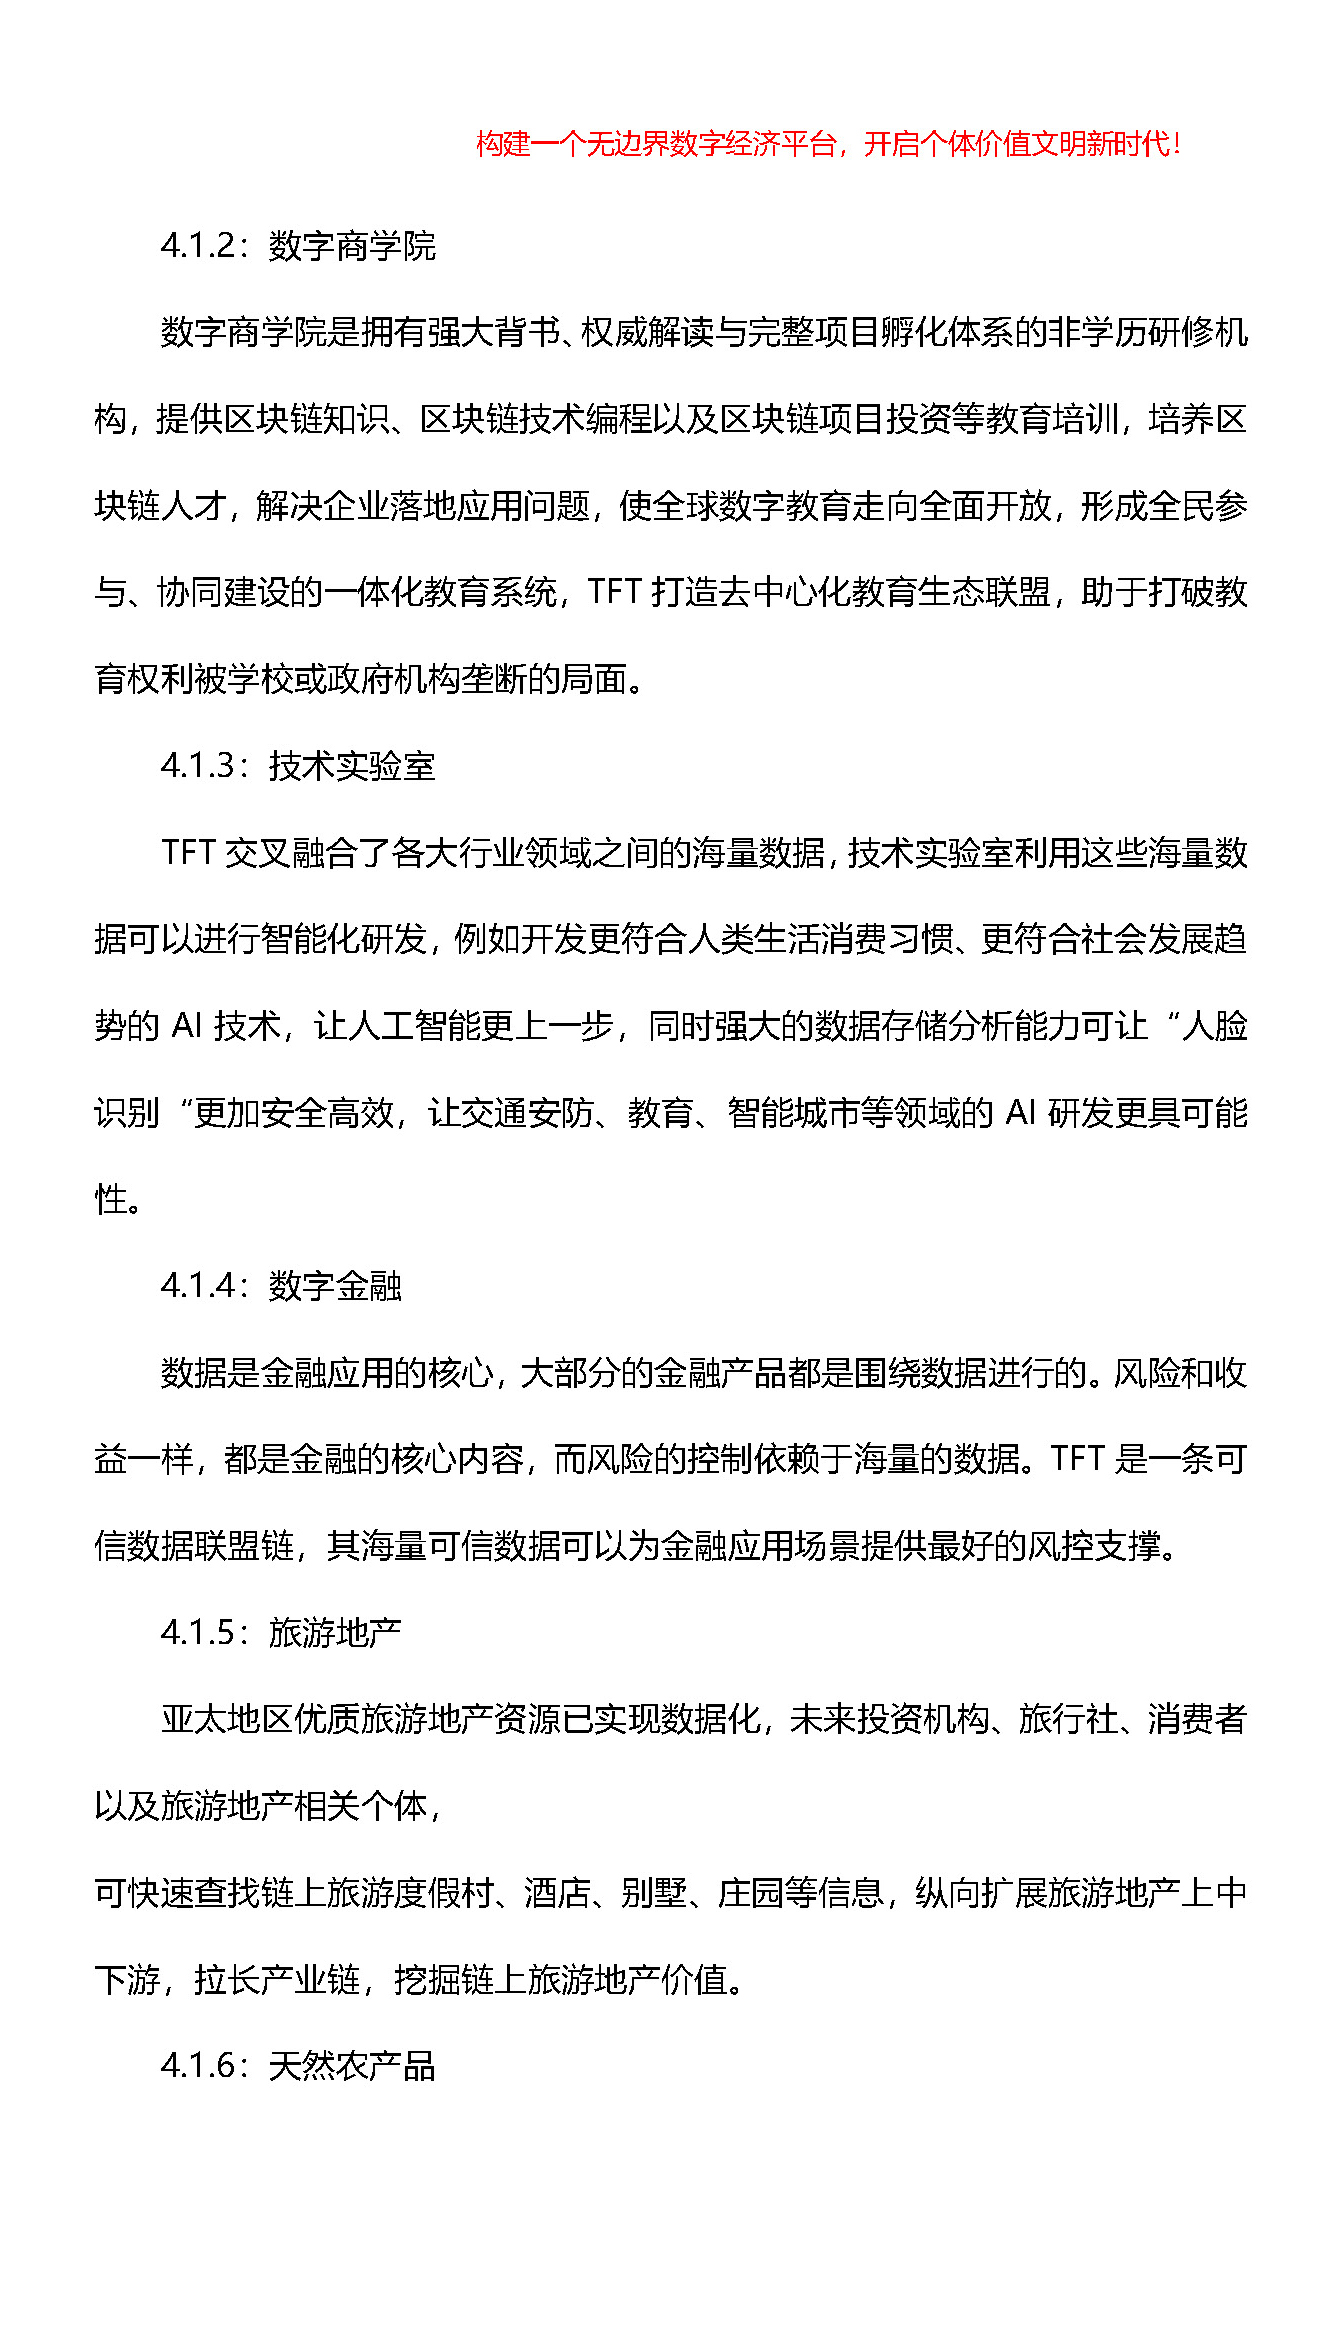 构建一个无边界数字经济平台，开启个体价值文明新时代！
4.1.2：数字商学院
数字商学院是拥有强大背书、权威解读与完整项目孵化体系的非学历研修机
构，提供区块链知识、区块链技术编程以及区块链项目投资等教育培训，培养区
块链人才，解决企业落地应用问题，使全球数字教育走向全面开放，形成全民参
与、协同建设的一体化教育系统，TFT 打造去中心化教育生态联盟，助于打破教
育权利被学校或政府机构垄断的局面。
4.1.3：技术实验室
TFT 交叉融合了各大行业领域之间的海量数据，技术实验室利用这些海量数
据可以进行智能化研发，例如开发更符合人类生活消费习惯、更符合社会发展趋
势的 AI 技术，让人工智能更上一步，同时强大的数据存储分析能力可让“人脸
识别“更加安全高效，让交通安防、教育、智能城市等领域的 AI 研发更具可能
性。
4.1.4：数字金融
数据是金融应用的核心，大部分的金融产品都是围绕数据进行的。风险和收
益一样，都是金融的核心内容，而风险的控制依赖于海量的数据。TFT 是一条可
信数据联盟链，其海量可信数据可以为金融应用场景提供最好的风控支撑。
4.1.5：旅游地产
亚太地区优质旅游地产资源已实现数据化，未来投资机构、旅行社、消费者
以及旅游地产相关个体，
可快速查找链上旅游度假村、酒店、别墅、庄园等信息，纵向扩展旅游地产上中
下游，拉长产业链，挖掘链上旅游地产价值。
4.1.6：天然农产品